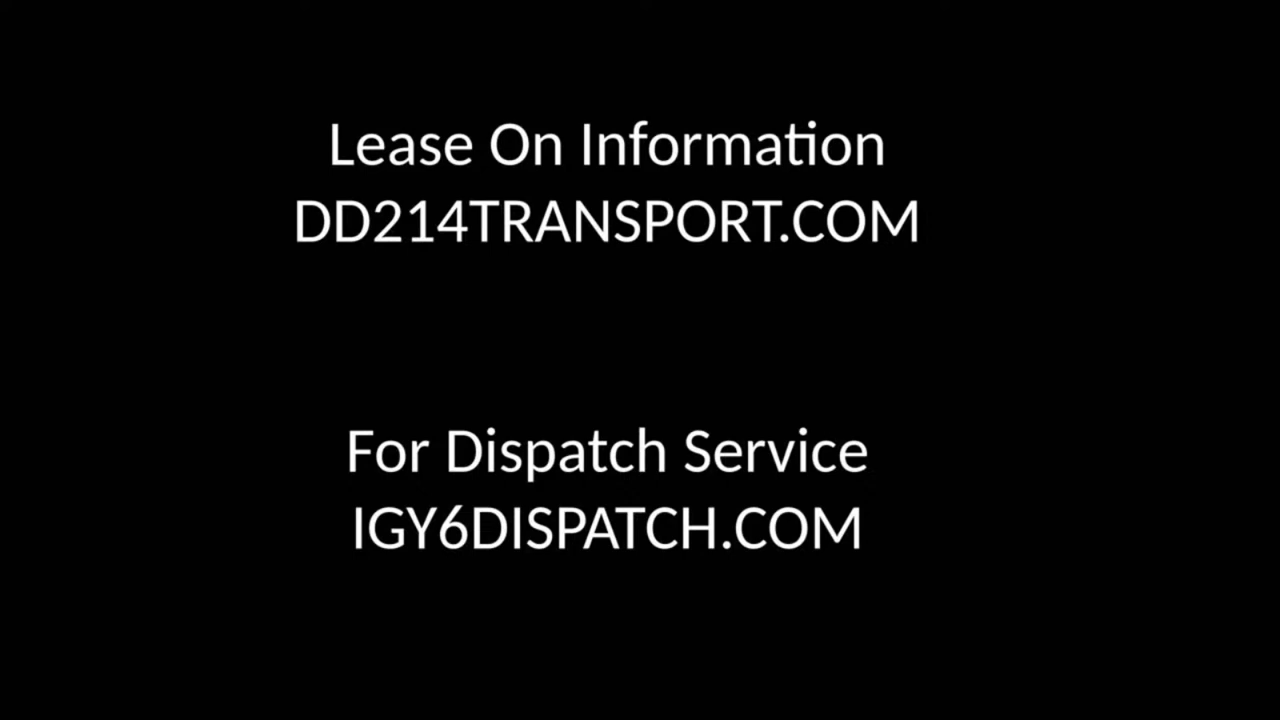 Lease On Information
DD214TRANSPORT.COM
For Dispatch Service
IGY6DISPATCH.COM